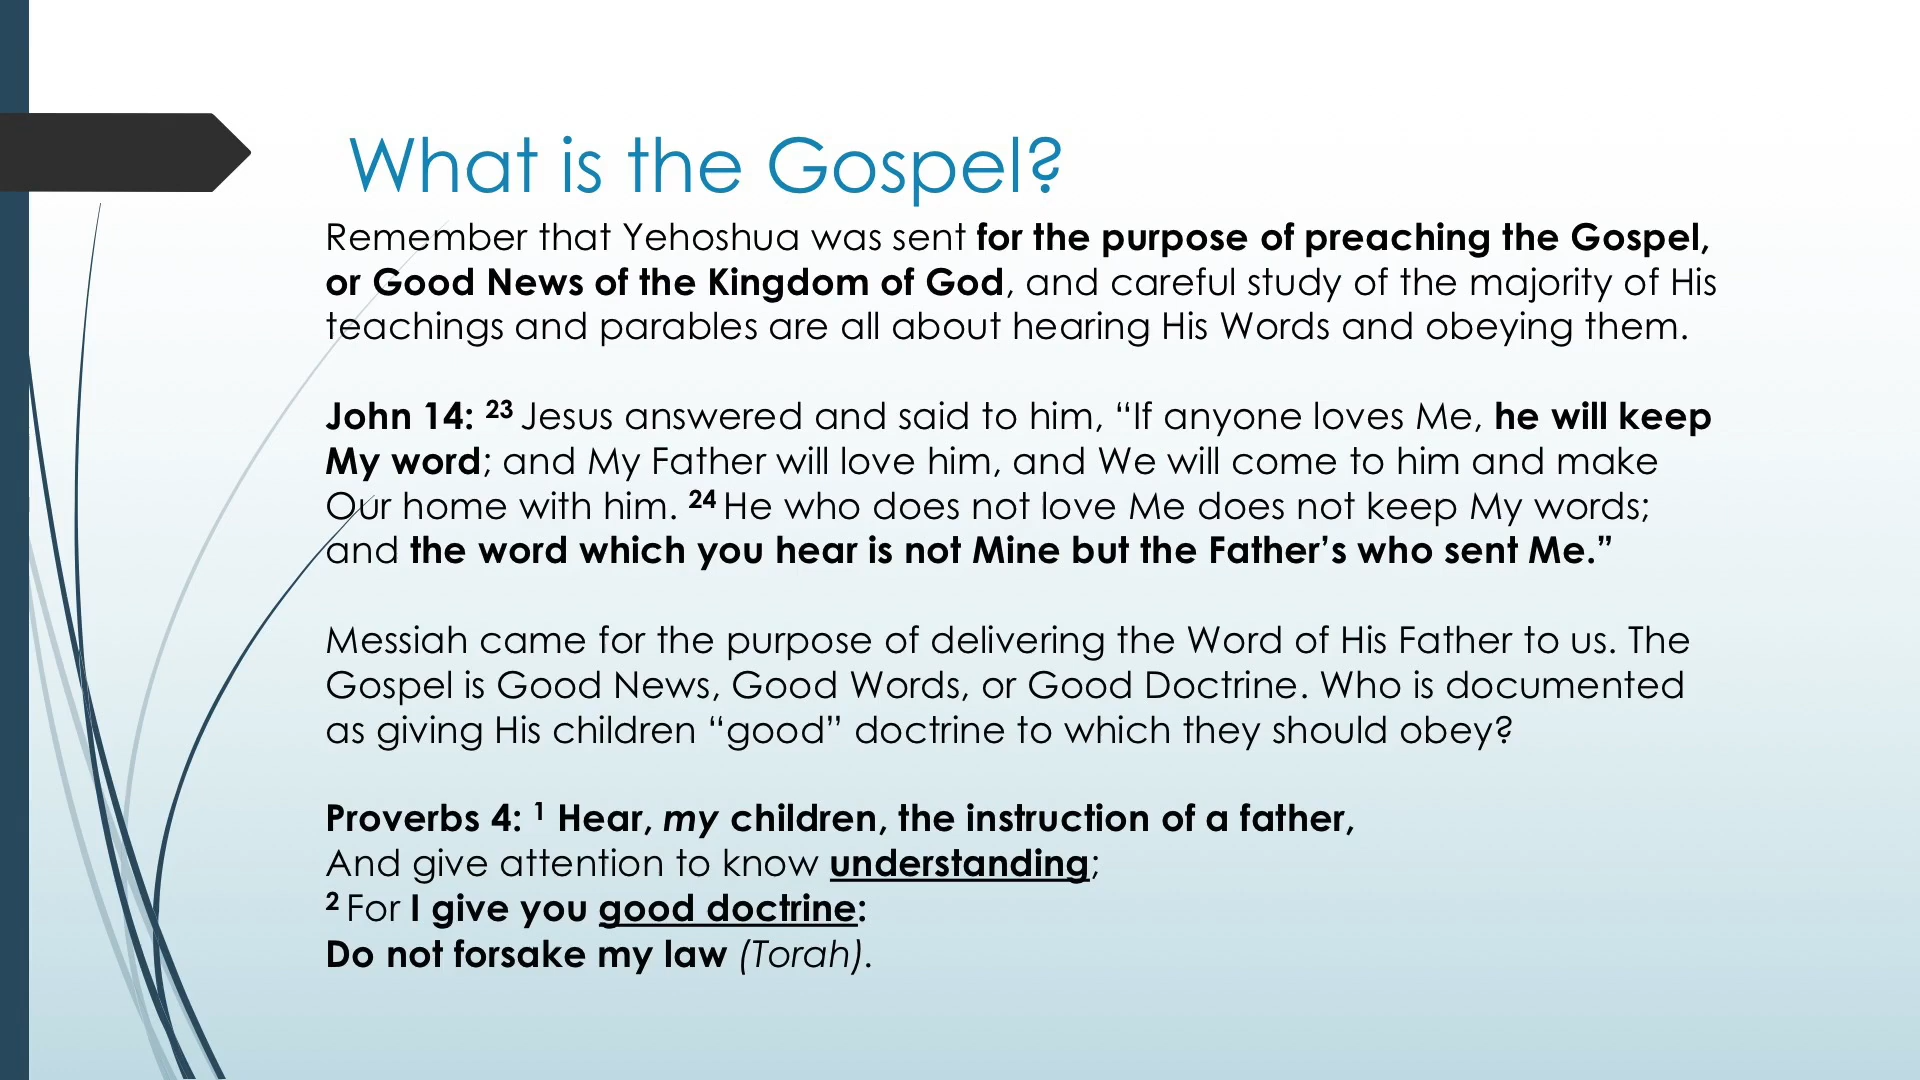 What is the Gospel?
Remember that Yehoshua was sent for the purpose of preaching the Gospel,
or Good News of the Kingdom of God, and careful study of the majority of His
teachings and parables are all about hearing His Words and obeying them.
John 14: 23 Jesus answered and said to him, “If anyone loves Me, he will keep
My word; and My Father will love him, and We will come to him and make
Our home with him. 24 He who does not love Me does not keep My words;
and the word which you hear is not Mine but the Father’s who sent Me.”
Messiah came for the purpose of delivering the Word of His Father to us. The
Gospel is Good News, Good Words, or Good Doctrine. Who is documented
as giving His children “good” doctrine to which they should obey?
Proverbs 4: 1 Hear, my children, the instruction of a father,
And give attention to know understanding;
2 For I give you good doctrine:
Do not forsake my law (Torah).